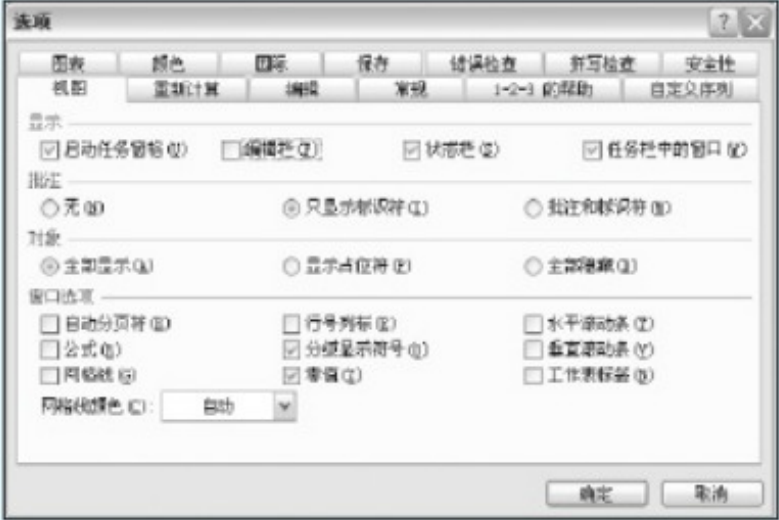 选项
图表 颜色 国际 保存 错误检查 拼写检查 安全性
视图 重新计算 编辑 常规 1-2-3 的帮助 自定义序列
显示
启动任务窗格(U) 编辑栏(F) 状态栏(S) 任务栏中的窗口(W)
批注
无(N) 只显示标识符(I) 批注和标识符(M)
对象
全部显示(A) 显示占位符(P) 全部隐藏(D)
窗口选项
自动分页符(K) 行号列标(E) 水平滚动条(T)
公式(R) 分级显示符号(O) 垂直滚动条(V)
网格线(G) 零值(Z) 工作表标签(B)
网格线颜色(C): 自动
确定 取消